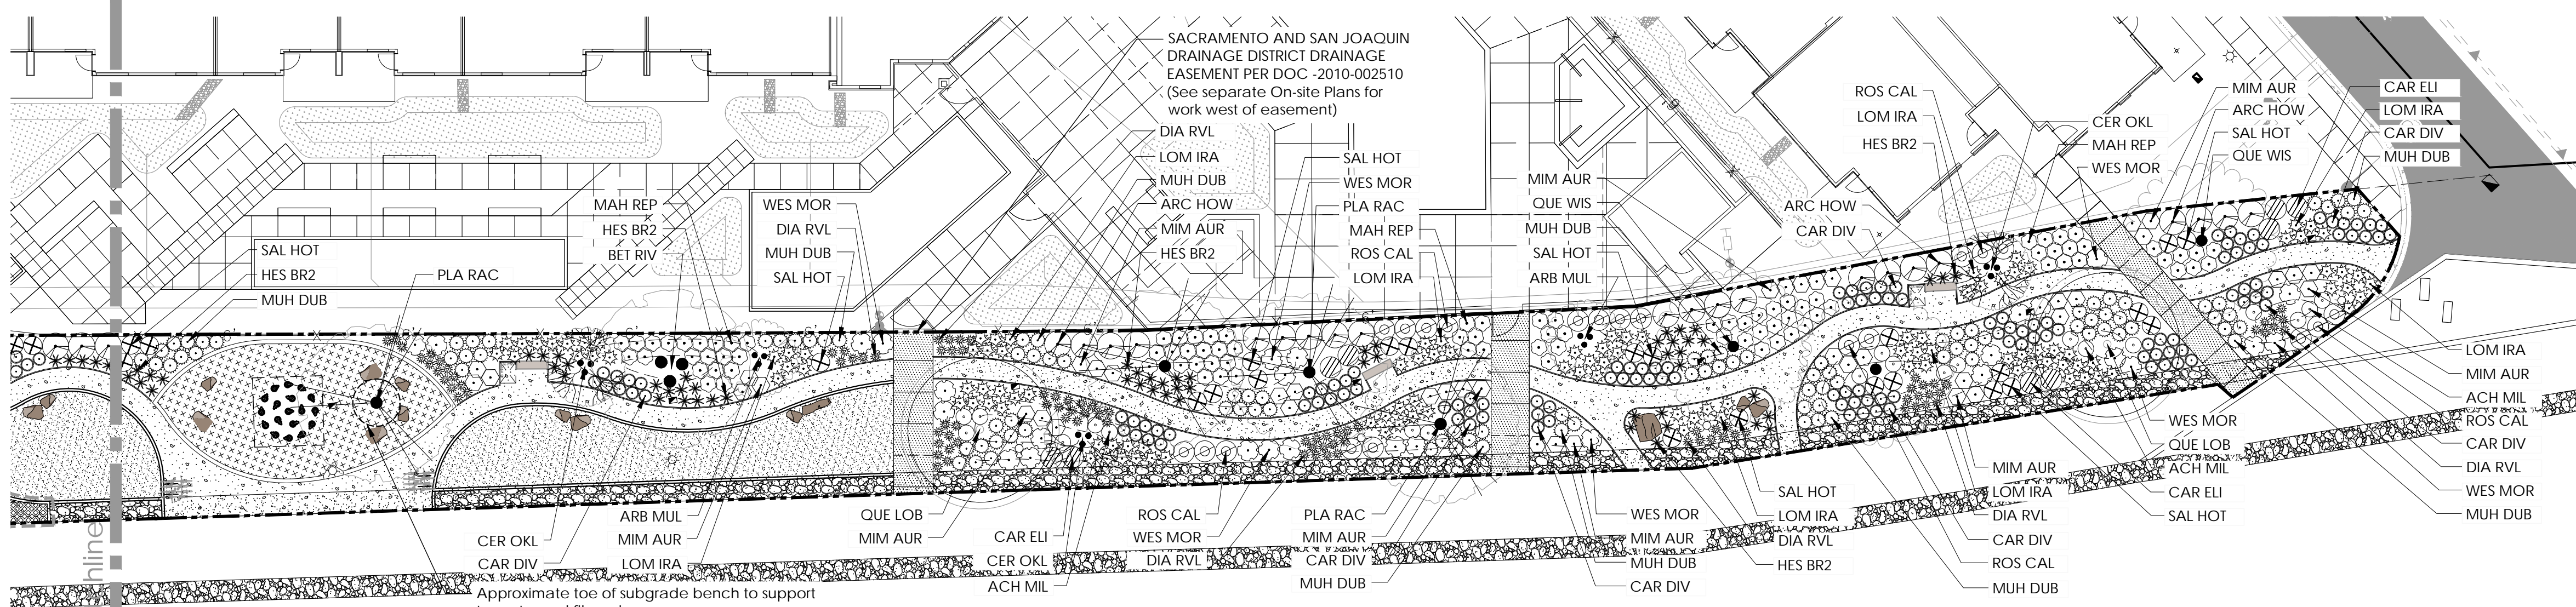 SACRAMENTO AND SAN JOAQUIN
DRAINAGE DISTRICT DRAINAGE
EASEMENT PER DOC -2010-002510
(See separate On-site Plans for
work west of easement)
SAL HOT
HES BR2
MUH DUB
PLA RAC
MAH REP
HES BR2
BET RIV
WES MOR
DIA RVL
MUH DUB
SAL HOT
DIA RVL
LOM IRA
MUH DUB
ARC HOW
MIM AUR
HES BR2
SAL HOT
WES MOR
PLA RAC
MAH REP
ROS CAL
LOM IRA
MIM AUR
QUE WIS
MUH DUB
SAL HOT
ARB MUL
ROS CAL
LOM IRA
HES BR2
ARC HOW
CAR DIV
CER OKL
MAH REP
WES MOR
MIM AUR
ARC HOW
SAL HOT
QUE WIS
CAR ELI
LOM IRA
CAR DIV
MUH DUB
hline
CER OKL
CAR DIV
ARB MUL
MIM AUR
LOM IRA
Approximate toe of subgrade bench to support
QUE LOB
MIM AUR
CAR ELI
CER OKL
ACH MIL
ROS CAL
WES MOR
DIA RVL
PLA RAC
MIM AUR
CAR DIV
MUH DUB
WES MOR
MIM AUR
MUH DUB
CAR DIV
SAL HOT
LOM IRA
DIA RVL
HES BR2
MIM AUR
LOM IRA
DIA RVL
CAR DIV
ROS CAL
MUH DUB
WES MOR
QUE LOB
ACH MIL
CAR ELI
SAL HOT
LOM IRA
MIM AUR
ACH MIL
ROS CAL
CAR DIV
DIA RVL
WES MOR
MUH DUB